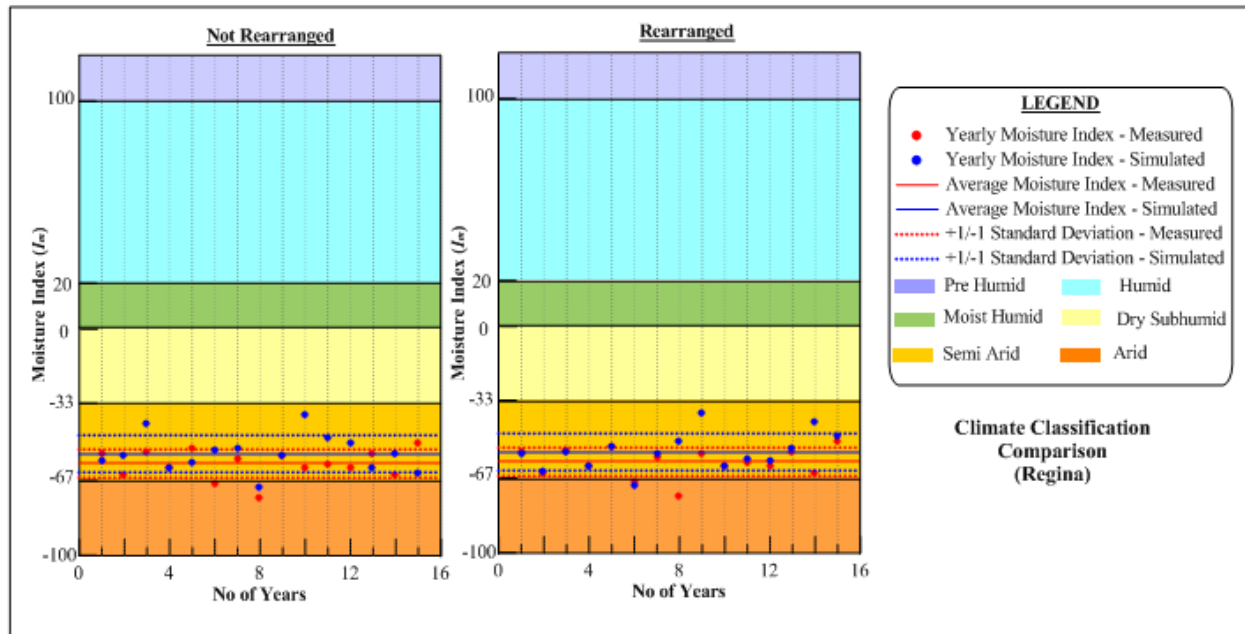 Not Rearranged
100
20
0
-33
-67
-100
0
4
8
12
16
Moisture Index (Im)
No of Years
Rearranged
100
20
0
-33
-67
-100
0
4
8
12
16
Moisture Index (Im)
No of Years
LEGEND
Yearly Moisture Index - Measured
Yearly Moisture Index - Simulated
Average Moisture Index - Measured
Average Moisture Index - Simulated
+1/-1 Standard Deviation - Measured
+1/-1 Standard Deviation - Simulated
Pre Humid Humid
Moist Humid Dry Subhumid
Semi Arid Arid
Climate Classification
Comparison
(Regina)